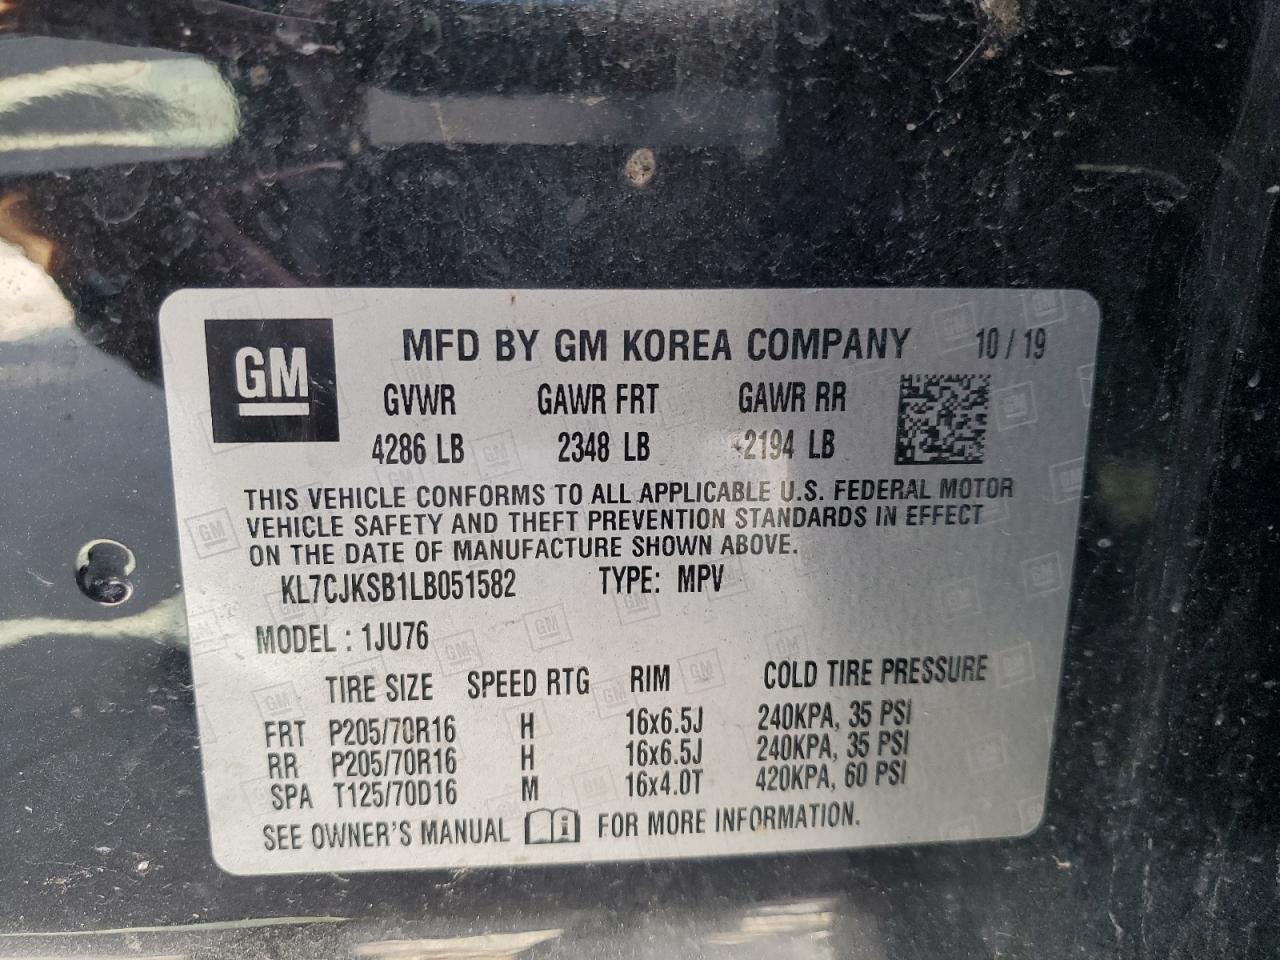 GM
MFD BY GM KOREA COMPANY 10 / 19
GVWR GAWR FRT GAWR RR
4286 LB 2348 LB 2194 LB
THIS VEHICLE CONFORMS TO ALL APPLICABLE U.S. FEDERAL MOTOR
VEHICLE SAFETY AND THEFT PREVENTION STANDARDS IN EFFECT
ON THE DATE OF MANUFACTURE SHOWN ABOVE.
KL7CJKSB1LB051582 TYPE: MPV
MODEL : 1JU76
TIRE SIZE SPEED RTG RIM COLD TIRE PRESSURE
FRT P205/70R16 H 16x6.5J 240KPA, 35 PSI
RR P205/70R16 H 16x6.5J 240KPA, 35 PSI
SPA T125/70D16 M 16x4.0T 420KPA, 60 PSI
SEE OWNER'S MANUAL i FOR MORE INFORMATION.